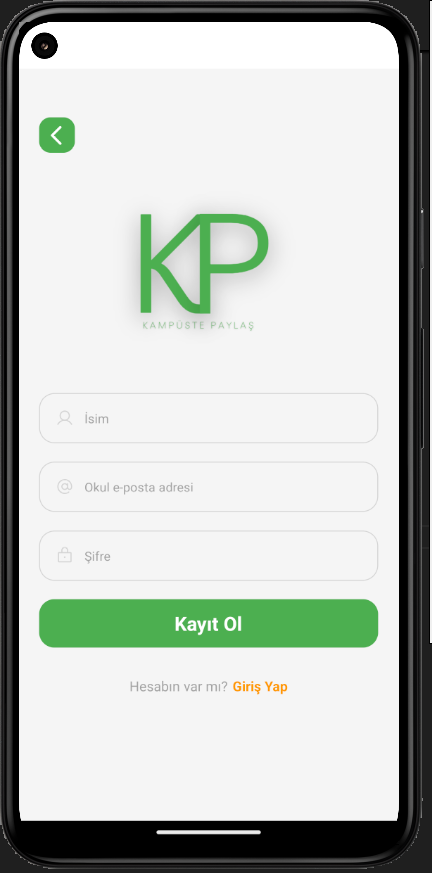 KP
KAMPÜSTE PAYLAŞ
İsim
Okul e-posta adresi
Şifre
Kayıt Ol
Hesabın var mı? Giriş Yap